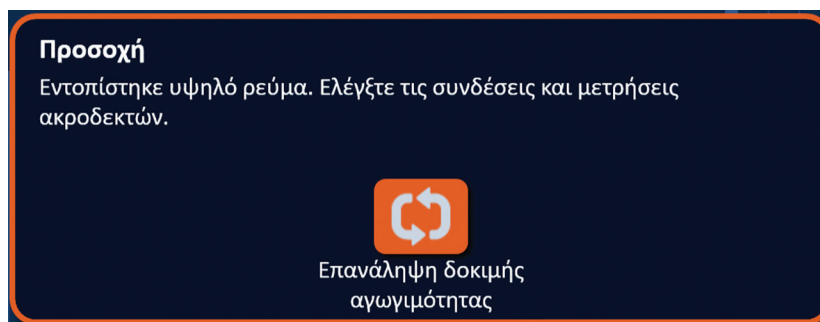 Προσοχή
Εντοπίστηκε υψηλό ρεύμα. Ελέγξτε τις συνδέσεις και μετρήσεις
ακροδεκτών.
Επανάληψη δοκιμής
αγωγιμότητας